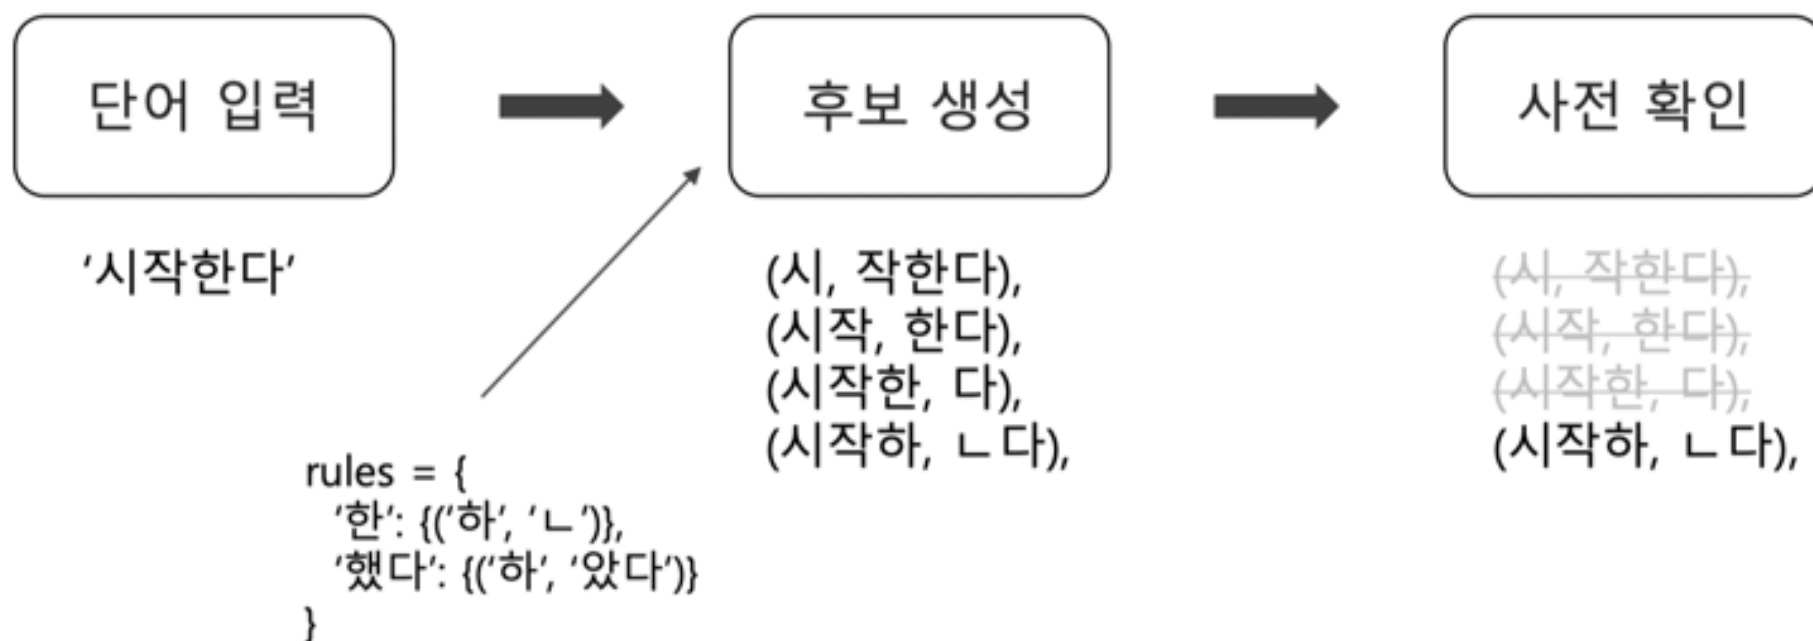 단어 입력
후보 생성
사전 확인
'시작한다'
(시, 작한다),
(시작, 한다),
(시작한, 다),
(시작하, ㄴ다),
(시, 작한다),
(시작, 한다),
(시작한, 다),
(시작하, ㄴ다),
rules = {
'한': {('하', 'ㄴ')},
'했다': {('하', '았다')}
}